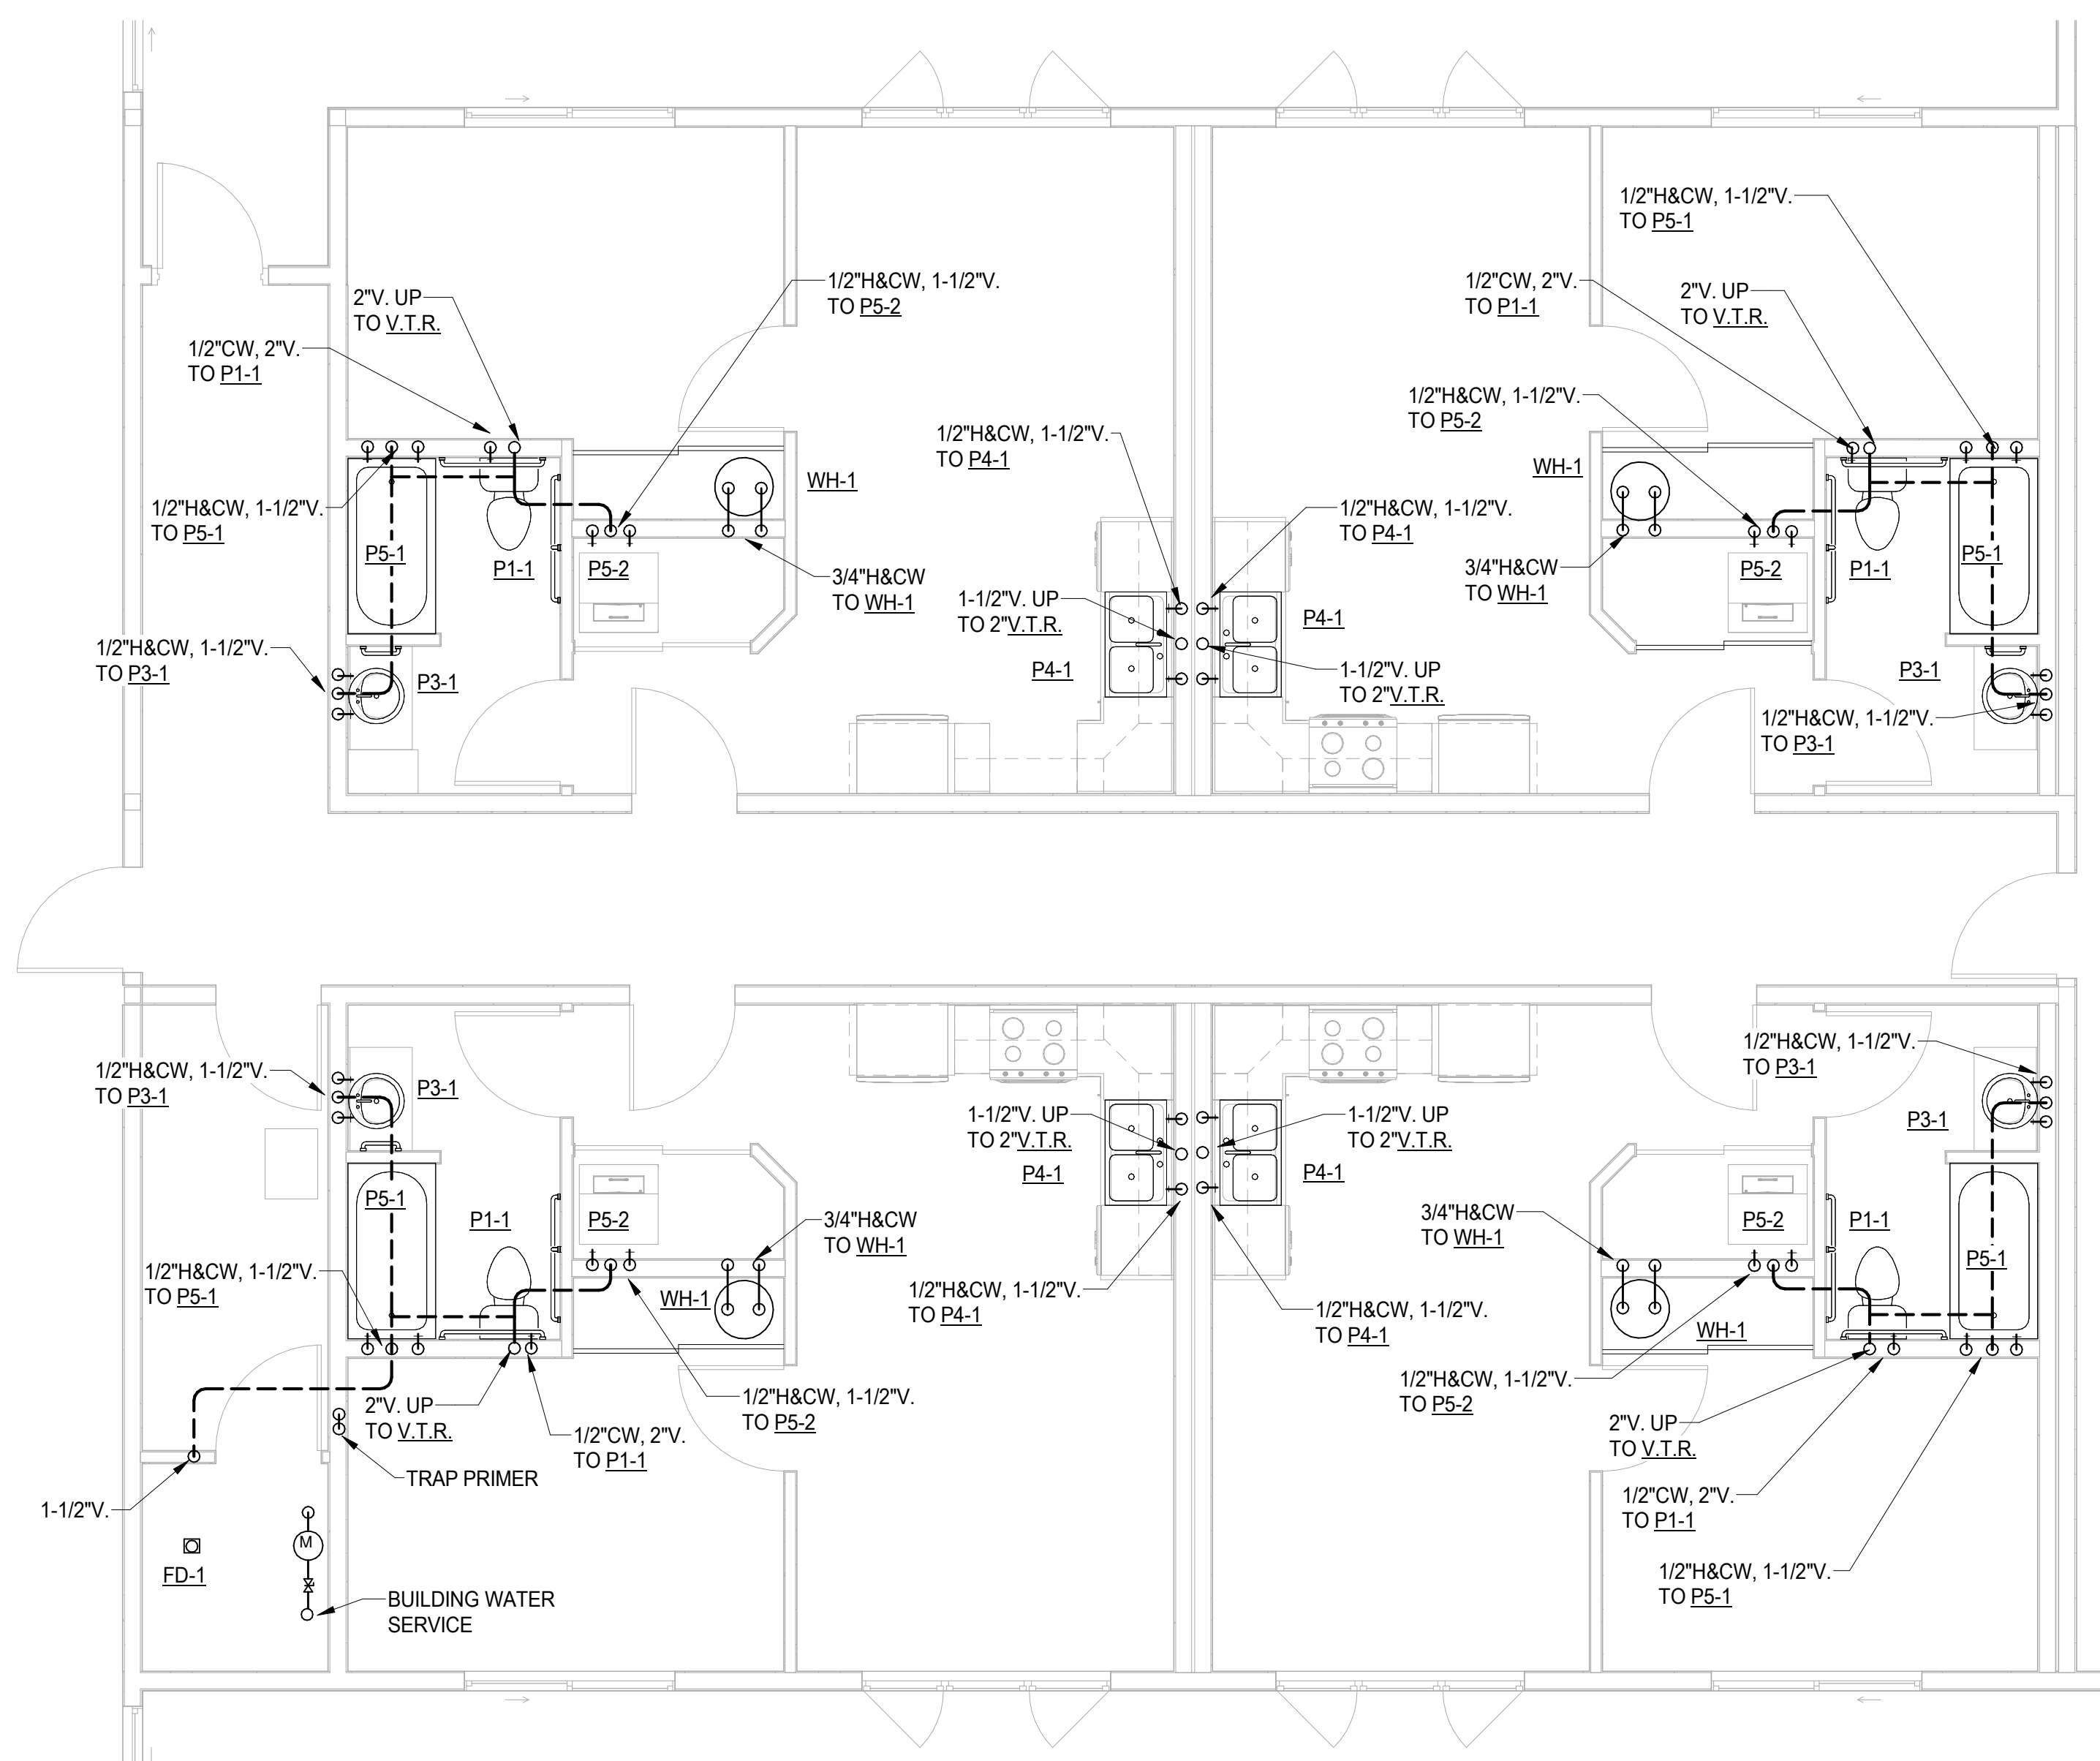 1/2"H&CW, 1-1/2"V.
TO P5-1
1/2"H&CW, 1-1/2"V.
TO P5-2
1/2"CW, 2"V.
TO P1-1
2"V. UP
TO V.T.R.
2"V. UP
TO V.T.R.
1/2"CW, 2"V.
TO P1-1
1/2"H&CW, 1-1/2"V.
TO P5-2
1/2"H&CW, 1-1/2"V.
TO P4-1
WH-1
WH-1
1/2"H&CW, 1-1/2"V.
TO P5-1
1/2"H&CW, 1-1/2"V.
TO P4-1
P5-1
P1-1
P5-2
3/4"H&CW
TO WH-1
3/4"H&CW
TO WH-1
P5-2
P1-1
P5-1
1-1/2"V. UP
TO 2"V.T.R.
P4-1
P4-1
1/2"H&CW, 1-1/2"V.
TO P3-1
P3-1
1-1/2"V. UP
TO 2"V.T.R.
P3-1
1/2"H&CW, 1-1/2"V.
TO P3-1
1/2"H&CW, 1-1/2"V.
TO P3-1
P3-1
1/2"H&CW, 1-1/2"V.
TO P3-1
1-1/2"V. UP
TO 2"V.T.R.
1-1/2"V. UP
TO 2"V.T.R.
P3-1
P4-1
P4-1
P5-1
P1-1
P5-2
3/4"H&CW
TO WH-1
3/4"H&CW
TO WH-1
P5-2
P1-1
P5-1
1/2"H&CW, 1-1/2"V.
TO P5-1
WH-1
1/2"H&CW, 1-1/2"V.
TO P4-1
1/2"H&CW, 1-1/2"V.
TO P4-1
WH-1
2"V. UP
TO V.T.R.
1/2"H&CW, 1-1/2"V.
TO P5-2
1/2"H&CW, 1-1/2"V.
TO P5-2
1/2"CW, 2"V.
TO P1-1
2"V. UP
TO V.T.R.
TRAP PRIMER
1-1/2"V.
1/2"CW, 2"V.
TO P1-1
M
FD-1
1/2"H&CW, 1-1/2"V.
TO P5-1
BUILDING WATER
SERVICE